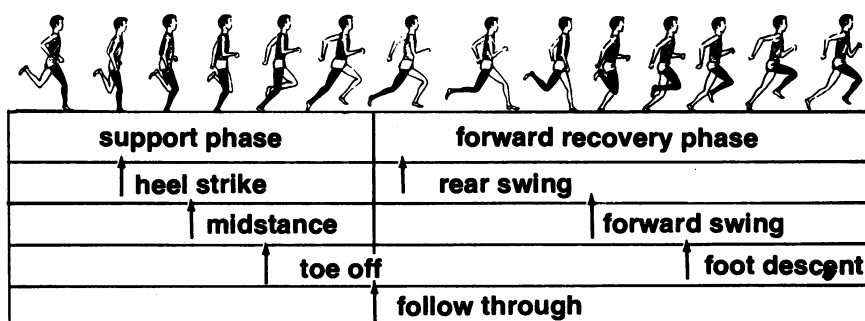 support phase forward recovery phase
heel strike rear swing
midstance forward swing
toe off foot descent
follow through